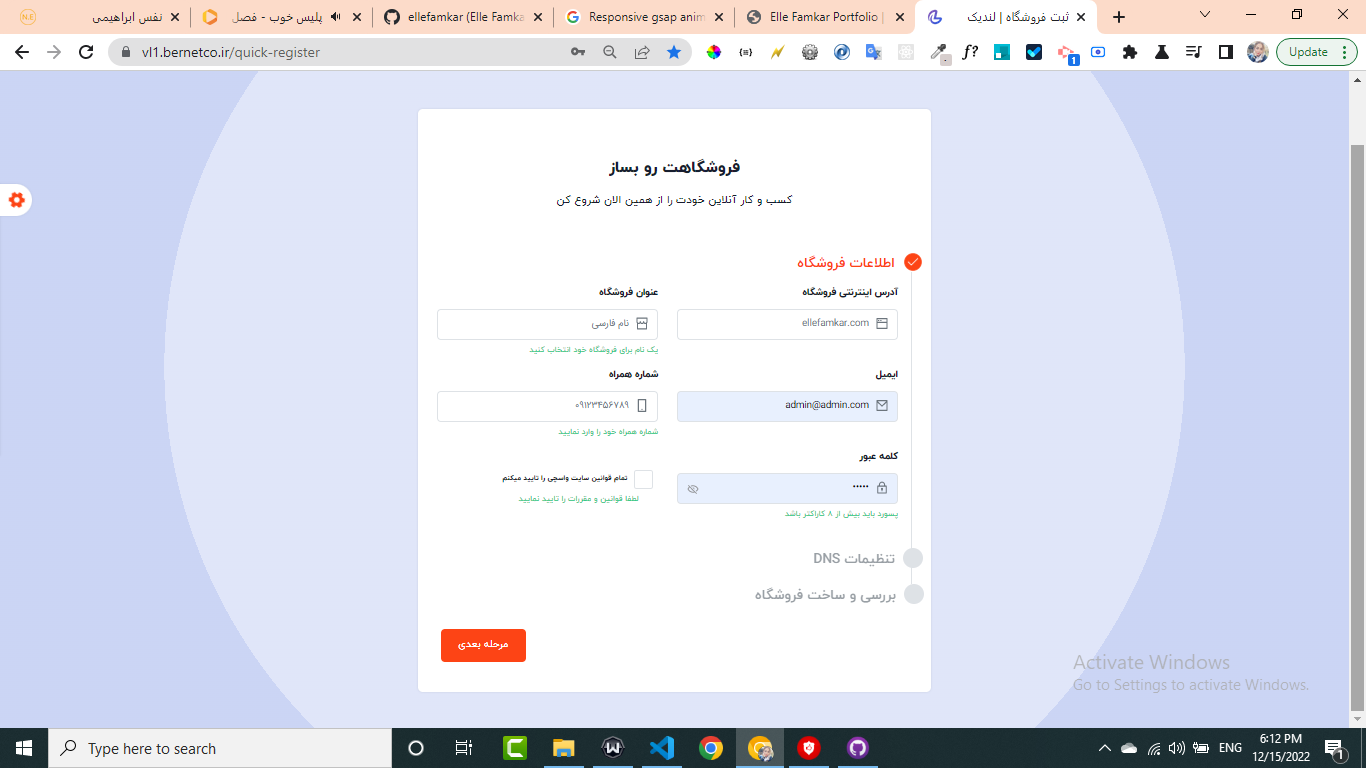 نفس ابراهیمی
پلیس خوب - فصل
ellefamkar (Elle Famka
Responsive gsap anim
Elle Famkar Portfolio |
ثبت فروشگاه | لندیک
vl1.bernetco.ir/quick-register
Update
فروشگاهت رو بساز
کسب و کار آنلاین خودت را از همین الان شروع کن
اطلاعات فروشگاه
آدرس اینترنتی فروشگاه
عنوان فروشگاه
ellefamkar.com
نام فارسی
یک نام برای فروشگاه خود انتخاب کنید
ایمیل
شماره همراه
admin@admin.com
۰۹۱۲۳۴۵۶۷۸۹
شماره همراه خود را وارد نمایید
کلمه عبور
تمام قوانین سایت واسچی را تایید میکنم
لطفا قوانین و مقررات را تایید نمایید
پسورد باید بیش از ۸ کاراکتر باشد
تنظیمات DNS
بررسی و ساخت فروشگاه
مرحله بعدی
Activate Windows
Go to Settings to activate Windows.
Type here to search
ENG
6:12 PM
12/15/2022
1